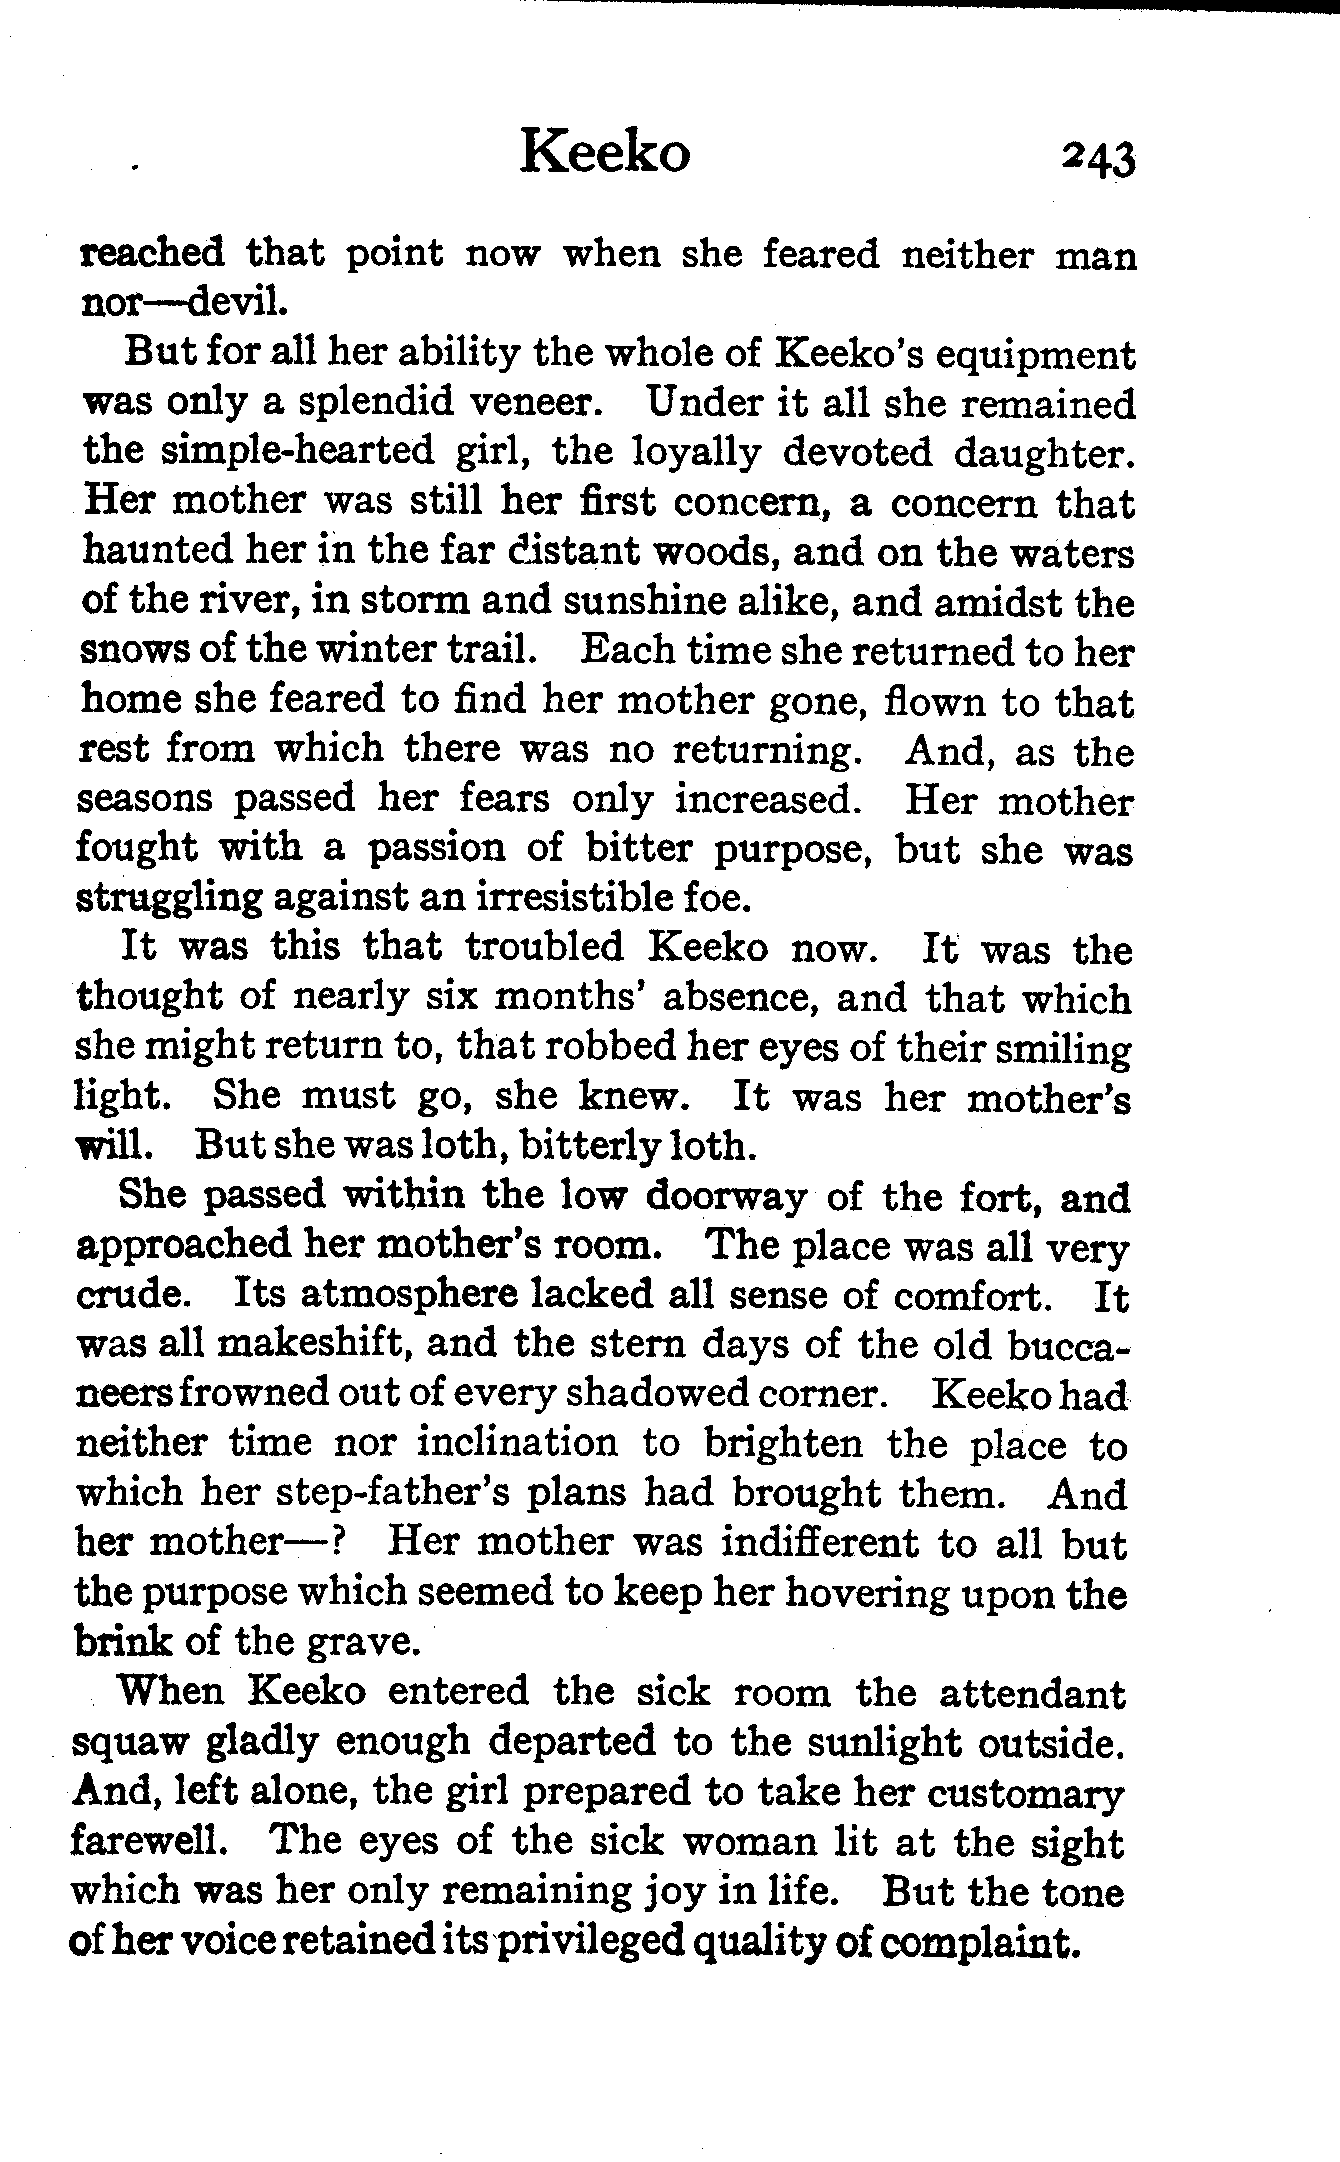 Keeko 243
reached that point now when she feared neither man
nor—devil.
But for all her ability the whole of Keeko's equipment
was only a splendid veneer. Under it all she remained
the simple-hearted girl, the loyally devoted daughter.
Her mother was still her first concern, a concern that
haunted her in the far distant woods, and on the waters
of the river, in storm and sunshine alike, and amidst the
snows of the winter trail. Each time she returned to her
home she feared to find her mother gone, flown to that
rest from which there was no returning. And, as the
seasons passed her fears only increased. Her mother
fought with a passion of bitter purpose, but she was
struggling against an irresistible foe.
It was this that troubled Keeko now. It was the
thought of nearly six months' absence, and that which
she might return to, that robbed her eyes of their smiling
light. She must go, she knew. It was her mother's
will. But she was loth, bitterly loth.
She passed within the low doorway of the fort, and
approached her mother's room. The place was all very
crude. Its atmosphere lacked all sense of comfort. It
was all makeshift, and the stern days of the old bucca-
neers frowned out of every shadowed corner. Keeko had
neither time nor inclination to brighten the place to
which her step-father's plans had brought them. And
her mother—? Her mother was indifferent to all but
the purpose which seemed to keep her hovering upon the
brink of the grave.
When Keeko entered the sick room the attendant
squaw gladly enough departed to the sunlight outside.
And, left alone, the girl prepared to take her customary
farewell. The eyes of the sick woman lit at the sight
which was her only remaining joy in life. But the tone
of her voice retained its privileged quality of complaint.